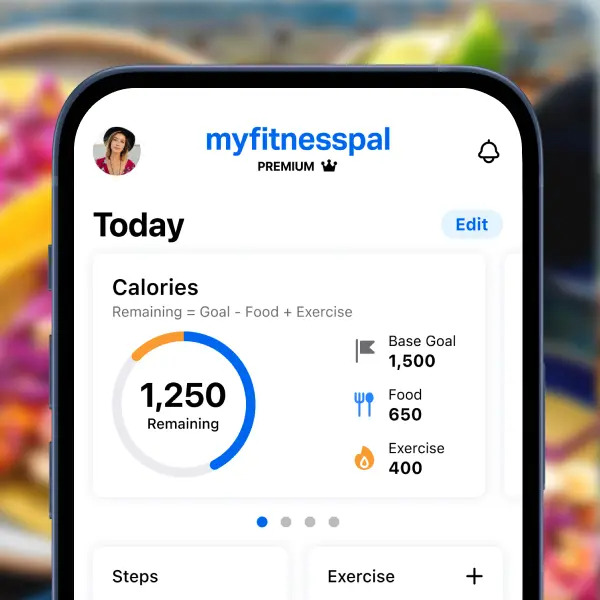 myfitnesspal
PREMIUM
Today
Edit
Calories
Remaining = Goal - Food + Exercise
1,250
Remaining
Base Goal
1,500
Food
650
Exercise
400
Steps
Exercise